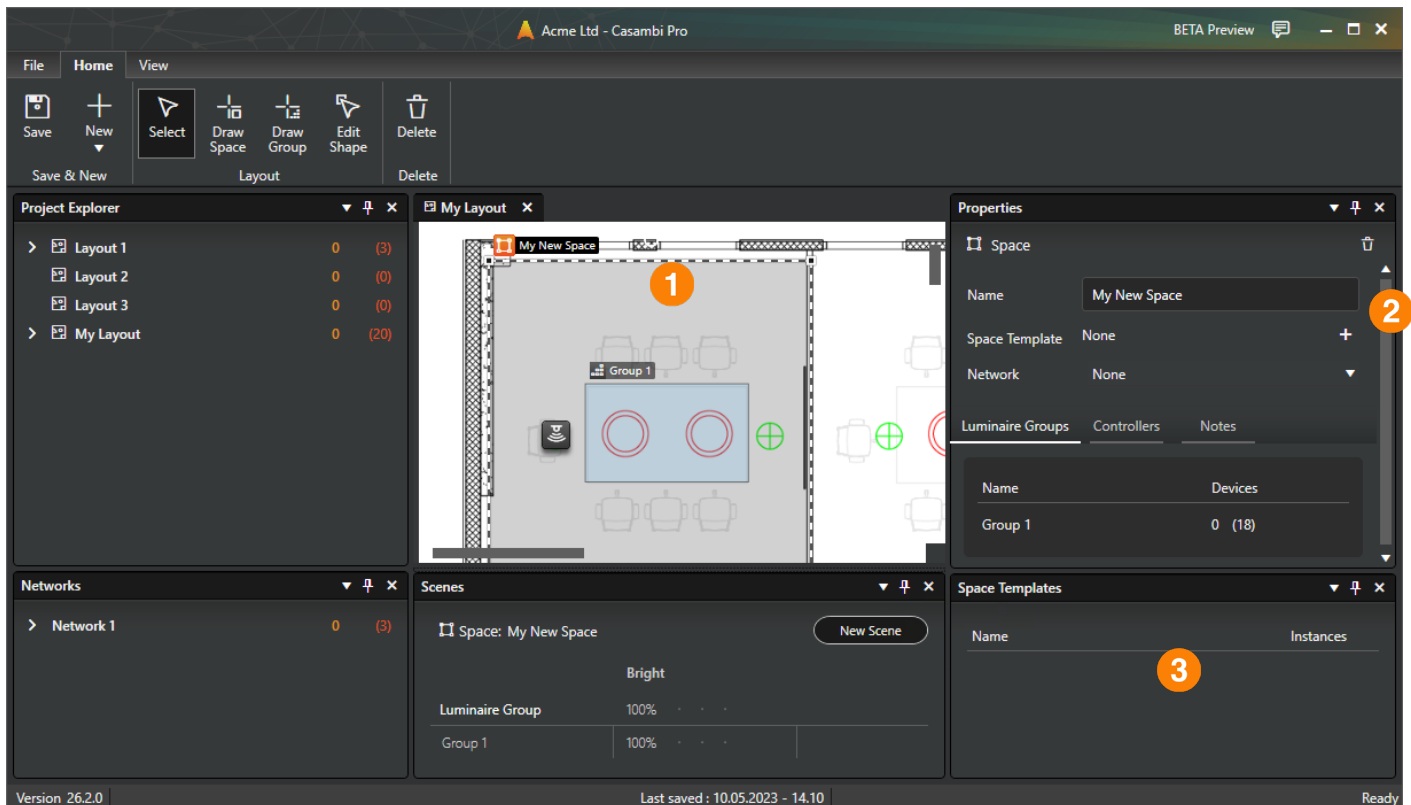 Acme Ltd - Casambi Pro
BETA Preview
File Home View
Save
New
Select
Draw Space
Draw Group
Edit Shape
Delete
Save & New
Layout
Delete
Project Explorer
Layout 1 0 (3)
Layout 2 0 (0)
Layout 3 0 (0)
My Layout 0 (20)
My Layout
My New Space
1
Group 1
Properties
Space
Name My New Space
2
Space Template None
Network None
Luminaire Groups Controllers Notes
Name Devices
Group 1 0 (18)
Networks
Network 1 0 (3)
Scenes
Space: My New Space New Scene
Bright
Luminaire Group 100%
Group 1 100%
Space Templates
Name Instances
3
Version 26.2.0 Last saved : 10.05.2023 - 14.10 Ready